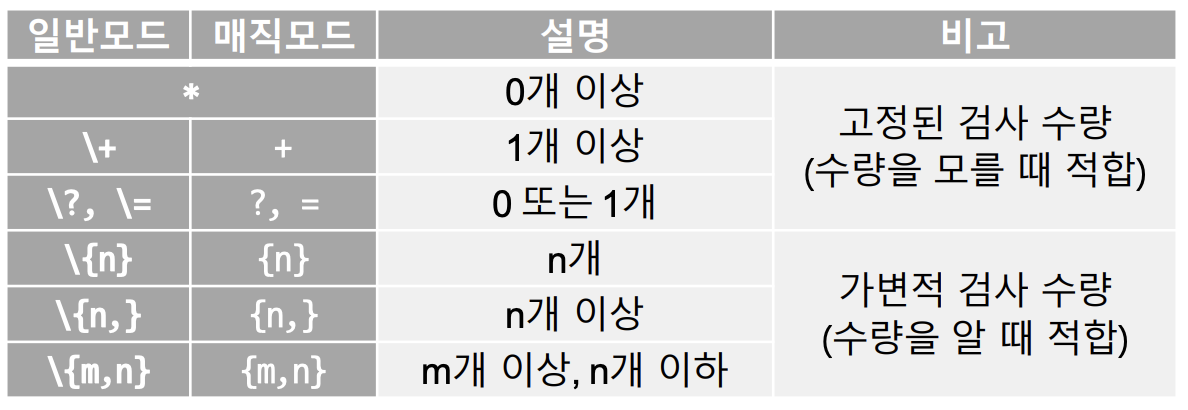 일반모드 매직모드 설명 비고
* 0개 이상
\+ + 1개 이상
\?, \= ?, = 0 또는 1개
고정된 검사 수량
(수량을 모를 때 적합)
\{n} {n} n개
\{n,} {n,} n개 이상
\{m,n} {m,n} m개 이상, n개 이하
가변적 검사 수량
(수량을 알 때 적합)